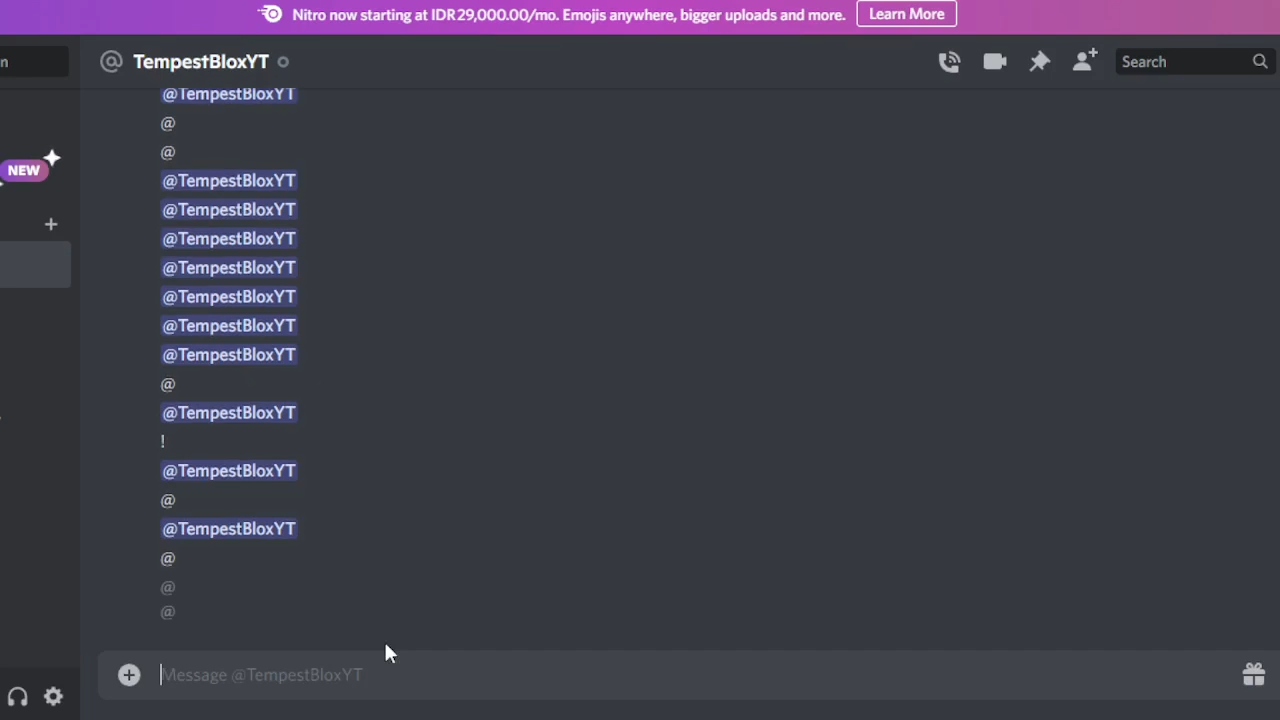 Nitro now starting at IDR29,000.00/mo. Emojis anywhere, bigger uploads and more. Learn More
n
@ TempestBloxYT
Search
@TempestBloxYT
@
@
NEW
@TempestBloxYT
@TempestBloxYT
@TempestBloxYT
@TempestBloxYT
@TempestBloxYT
@TempestBloxYT
@TempestBloxYT
@
@TempestBloxYT
!
@TempestBloxYT
@
@TempestBloxYT
@
@
@
Message @TempestBloxYT